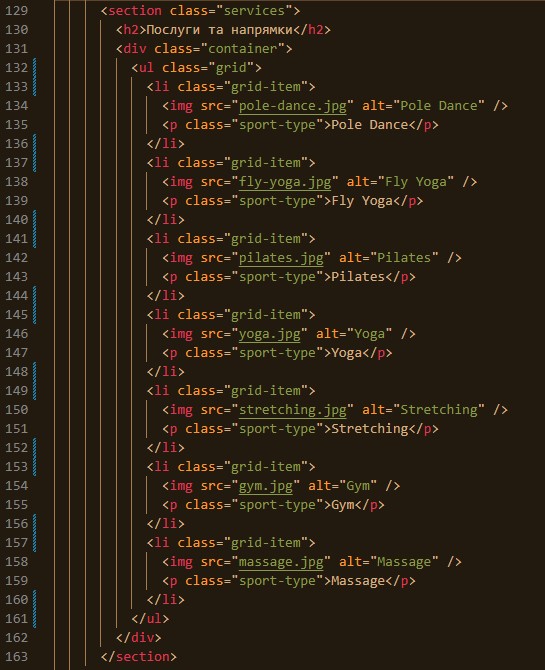 129 <section class="services">
130 <h2>Послуги та напрямки</h2>
131 <div class="container">
132 <ul class="grid">
133 <li class="grid-item">
134 <img src="pole-dance.jpg" alt="Pole Dance" />
135 <p class="sport-type">Pole Dance</p>
136 </li>
137 <li class="grid-item">
138 <img src="fly-yoga.jpg" alt="Fly Yoga" />
139 <p class="sport-type">Fly Yoga</p>
140 </li>
141 <li class="grid-item">
142 <img src="pilates.jpg" alt="Pilates" />
143 <p class="sport-type">Pilates</p>
144 </li>
145 <li class="grid-item">
146 <img src="yoga.jpg" alt="Yoga" />
147 <p class="sport-type">Yoga</p>
148 </li>
149 <li class="grid-item">
150 <img src="stretching.jpg" alt="Stretching" />
151 <p class="sport-type">Stretching</p>
152 </li>
153 <li class="grid-item">
154 <img src="gym.jpg" alt="Gym" />
155 <p class="sport-type">Gym</p>
156 </li>
157 <li class="grid-item">
158 <img src="massage.jpg" alt="Massage" />
159 <p class="sport-type">Massage</p>
160 </li>
161 </ul>
162 </div>
163 </section>